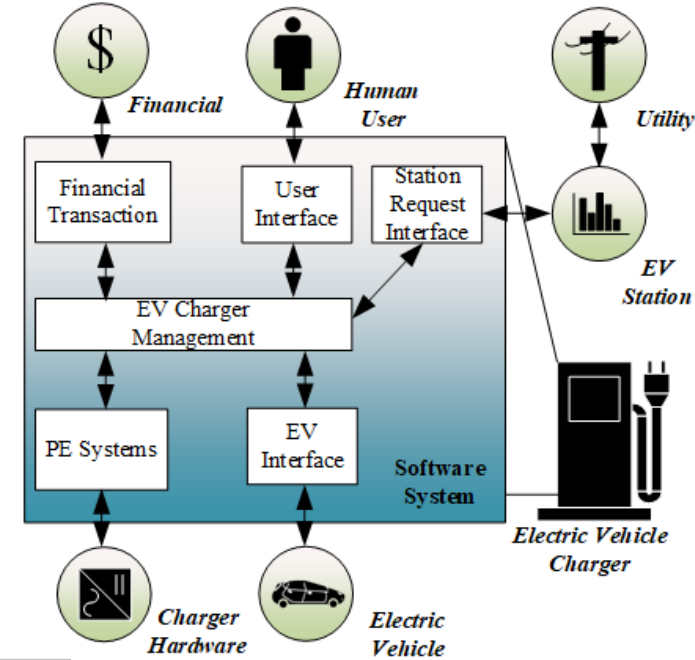 $
Financial
Human
User
Utility
Financial
Transaction
User
Interface
Station
Request
Interface
EV
Station
EV Charger
Management
PE Systems
EV
Interface
Software
System
Electric Vehicle
Charger
Charger
Hardware
Electric
Vehicle